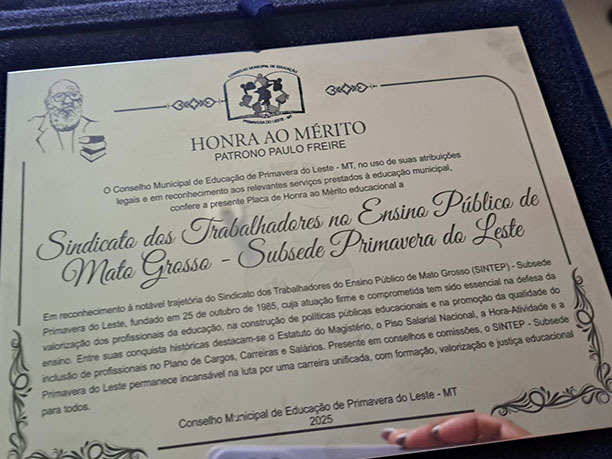 CONSELHO MUNICIPAL DE EDUCAÇÃO
PRIMAVERA DO LESTE - MT
HONRA AO MÉRITO
PATRONO PAULO FREIRE
O Conselho Municipal de Educação de Primavera do Leste - MT, no uso de suas atribuições
legais e em reconhecimento aos relevantes serviços prestados à educação municipal,
confere a presente Placa de Honra ao Mérito educacional a
Sindicato dos Trabalhadores no Ensino Público de
Mato Grosso - Subsede Primavera do Leste
Em reconhecimento à notável trajetória do Sindicato dos Trabalhadores do Ensino Público de Mato Grosso (SINTEP) - Subsede
Primavera do Leste, fundado em 25 de outubro de 1985, cuja atuação firme e comprometida tem sido essencial na defesa da
valorização dos profissionais da educação, na construção de políticas públicas educacionais e na promoção da qualidade do
ensino. Entre suas conquista históricas destacam-se o Estatuto do Magistério, o Piso Salarial Nacional, a Hora-Atividade e a
inclusão de profissionais no Plano de Cargos, Carreiras e Salários. Presente em conselhos e comissões, o SINTEP - Subsede
Primavera do Leste permanece incansável na luta por uma carreira unificada, com formação, valorização e justiça educacional
para todos.
Conselho Municipal de Educação de Primavera do Leste - MT
2025